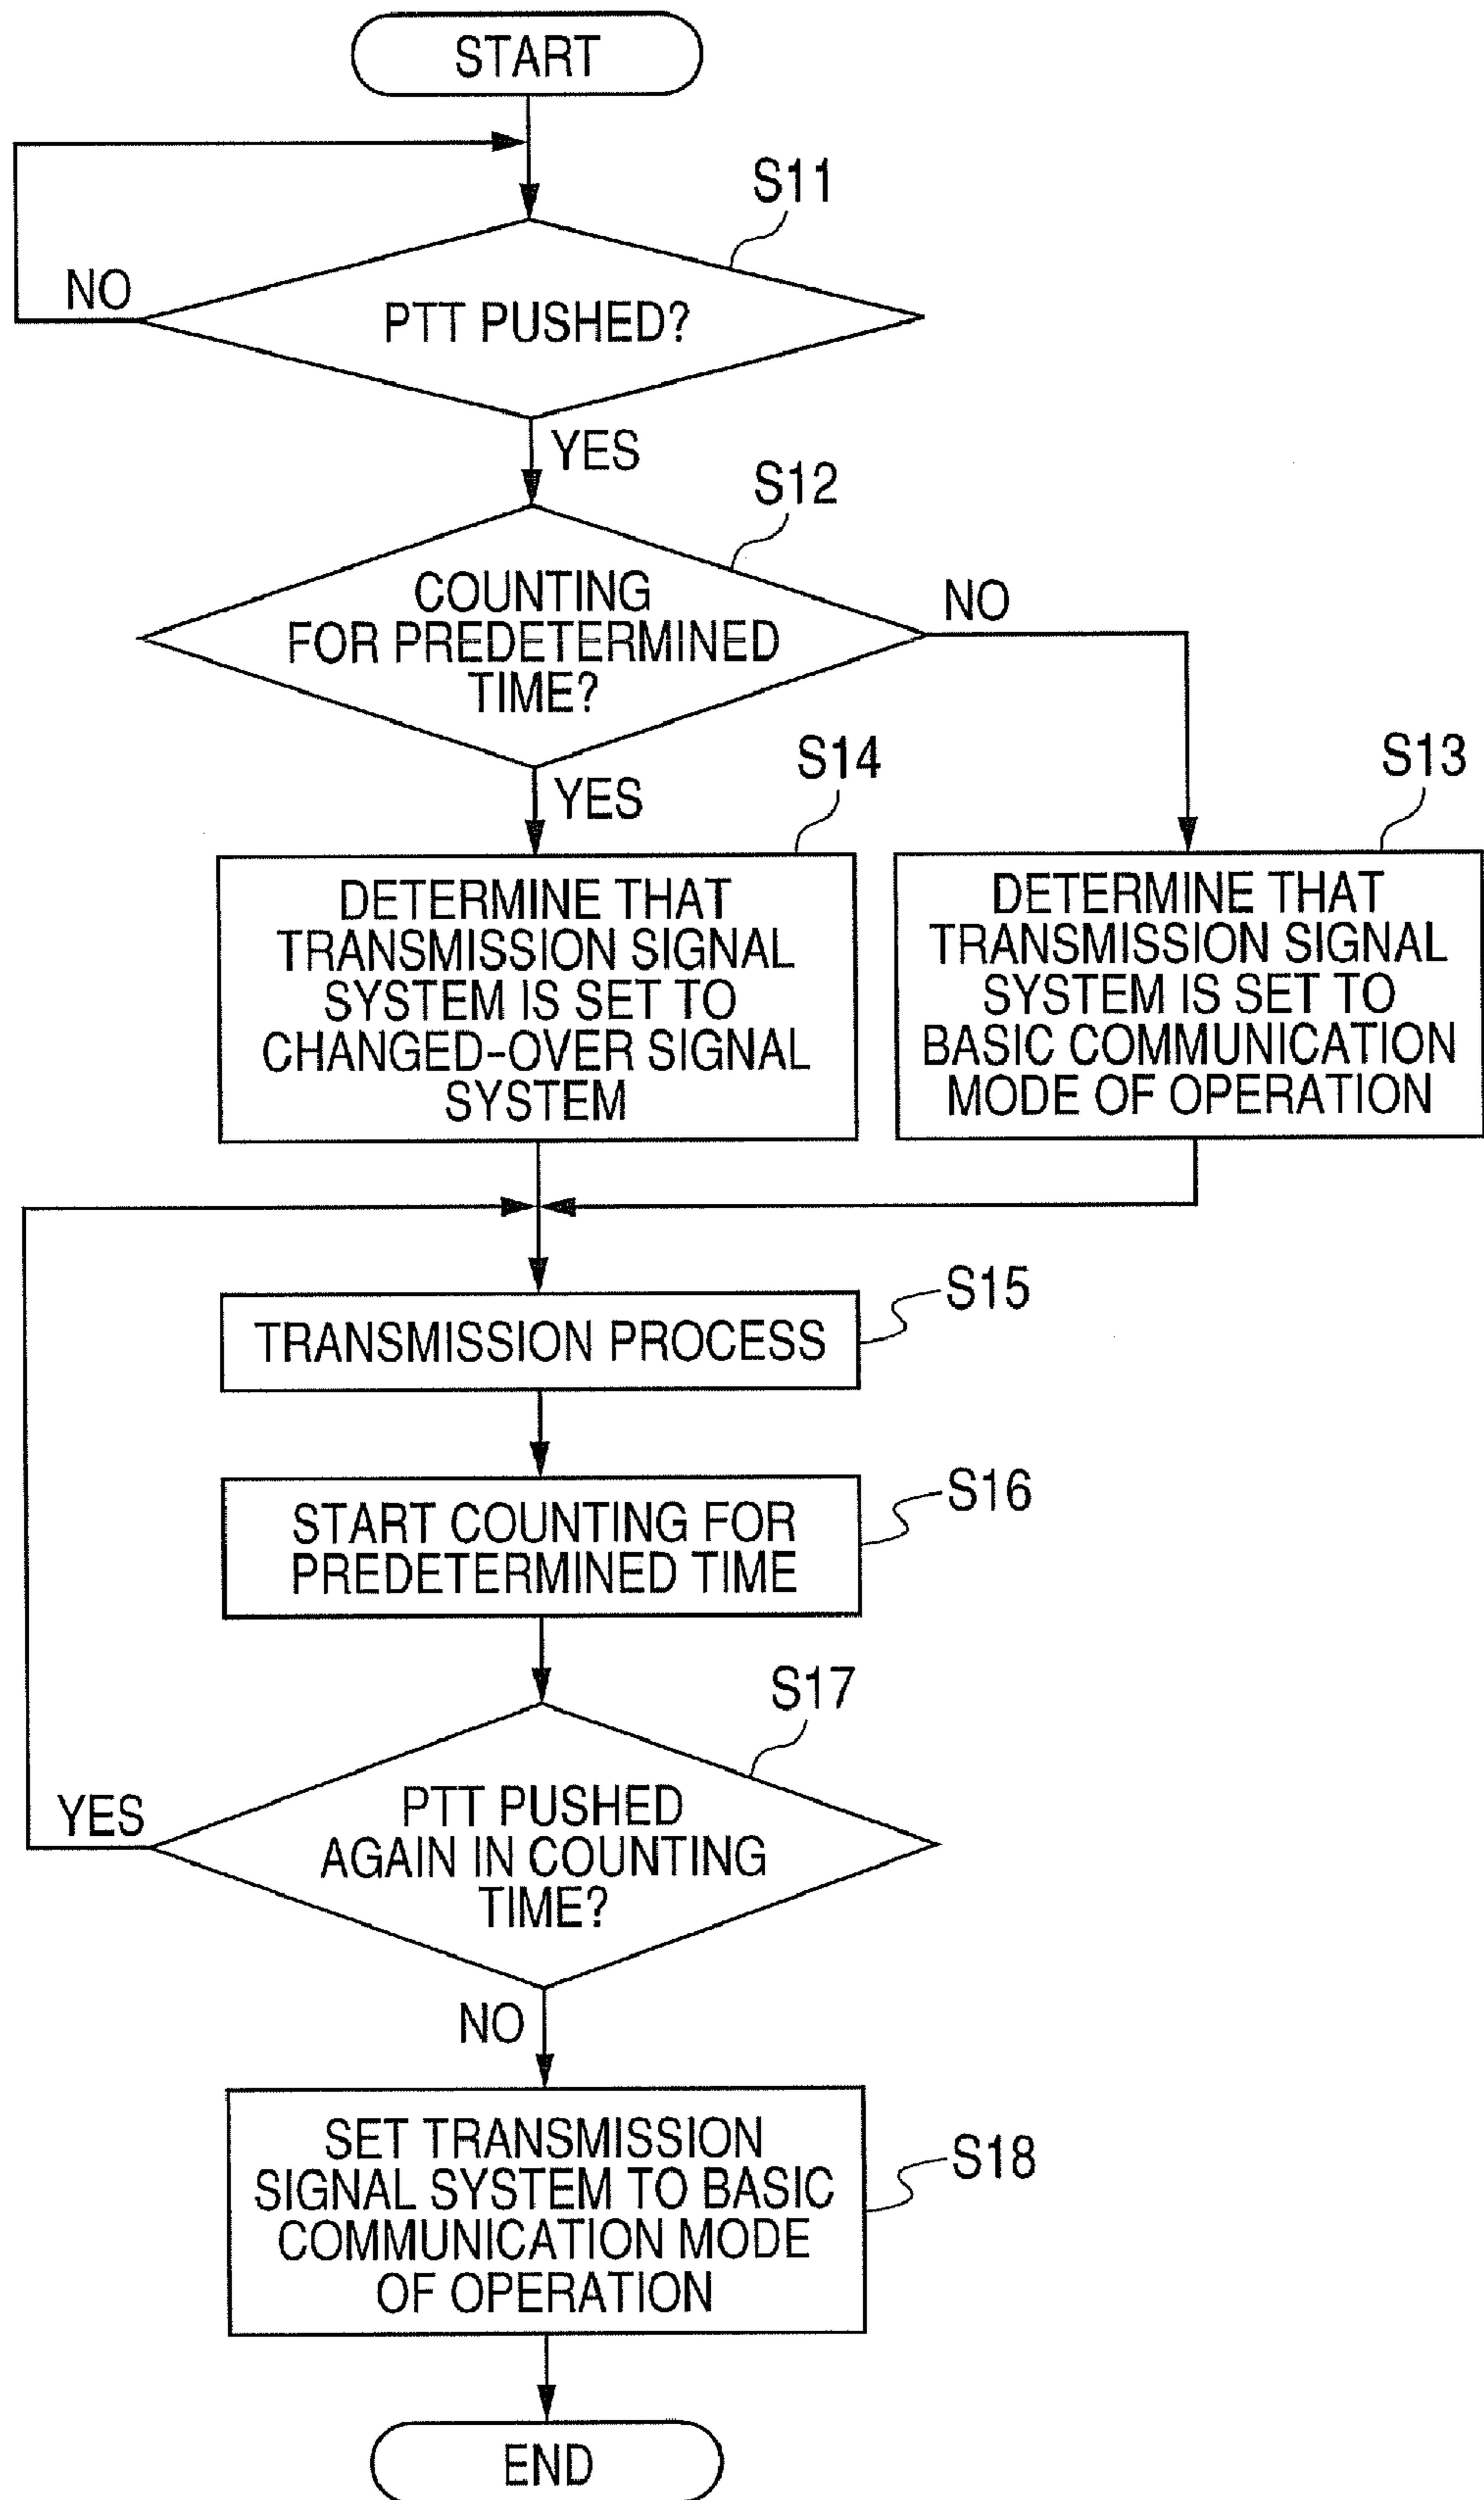 START
S11
NO
PTT PUSHED?
YES
S12
COUNTING
FOR PREDETERMINED
TIME?
NO
YES
S14
S13
DETERMINE THAT
TRANSMISSION SIGNAL
SYSTEM IS SET TO
CHANGED-OVER SIGNAL
SYSTEM
DETERMINE THAT
TRANSMISSION SIGNAL
SYSTEM IS SET TO
BASIC COMMUNICATION
MODE OF OPERATION
S15
TRANSMISSION PROCESS
S16
START COUNTING FOR
PREDETERMINED TIME
S17
YES
PTT PUSHED
AGAIN IN COUNTING
TIME?
NO
SET TRANSMISSION
SIGNAL SYSTEM TO BASIC
COMMUNICATION MODE
OF OPERATION
S18
END